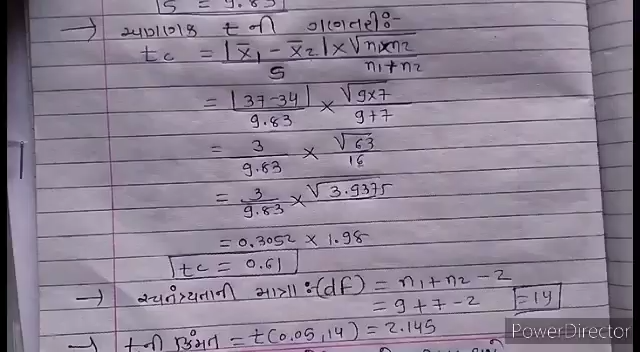 S = 9.83
→ અવલોકિત t ની ગણતરી:-
tc = |x̄1 - x̄2| × √n1×n2
S n1+n2
= |37-34| × √9×7
9.83 9+7
= 3 × √63
9.83 16
= 3 × √3.9375
9.83
= 0.3052 × 1.98
tc = 0.61
→ સ્વતંત્રતાની માત્રા :-(df) = n1+n2-2
= 9+7-2 =14
→ tની કિંમત = t(0.05,14) = 2.145
PowerDirector